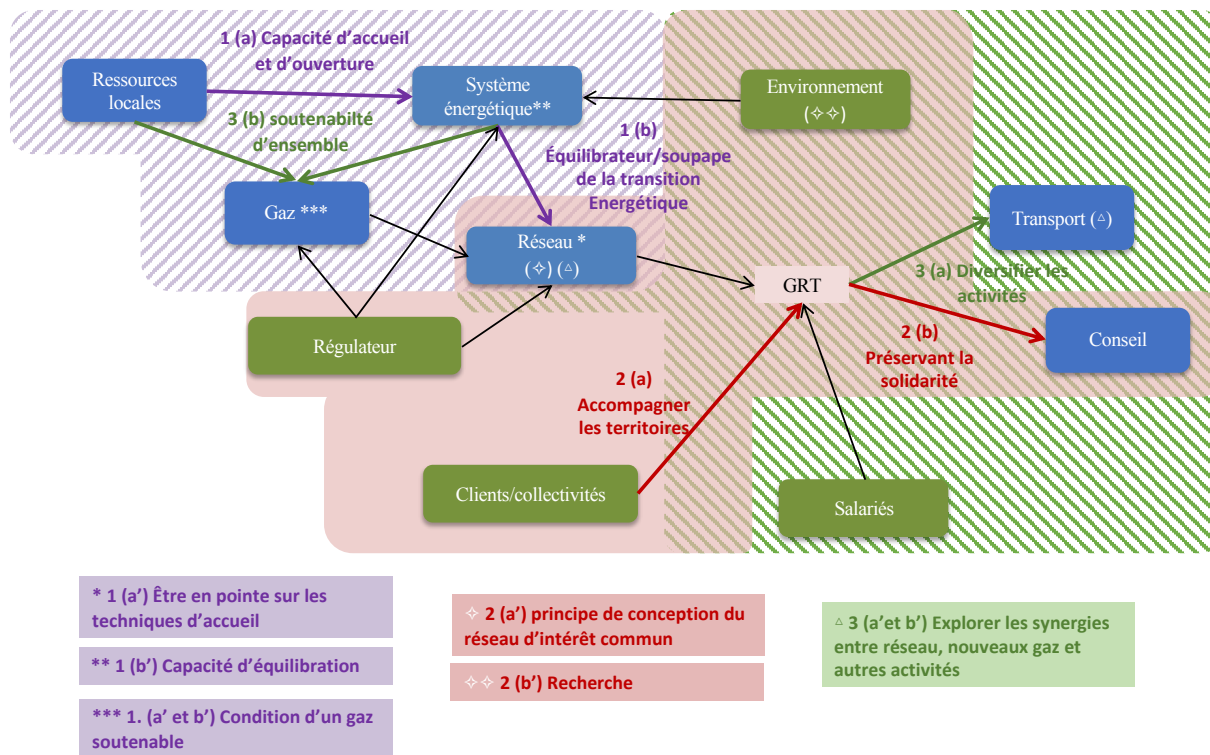 1 (a) Capacité d’accueil
et d’ouverture
Ressources
locales
Système
énergétique**
Environnement
(✧✧)
3 (b) soutenabilté
d’ensemble
1 (b)
Équilibrateur/soupape
de la transition
Energétique
Gaz ***
Réseau *
(✧) (△)
Transport (△)
GRT
3 (a) Diversifier les
activités
Régulateur
2 (b)
Préservant la
solidarité
Conseil
2 (a)
Accompagner
les territoires
Clients/collectivités
Salariés
* 1 (a’) Être en pointe sur les
techniques d’accueil
** 1 (b’) Capacité d’équilibration
*** 1. (a’ et b’) Condition d’un gaz
soutenable
✧ 2 (a’) principe de conception du
réseau d’intérêt commun
✧✧ 2 (b’) Recherche
△ 3 (a’et b’) Explorer les synergies
entre réseau, nouveaux gaz et
autres activités